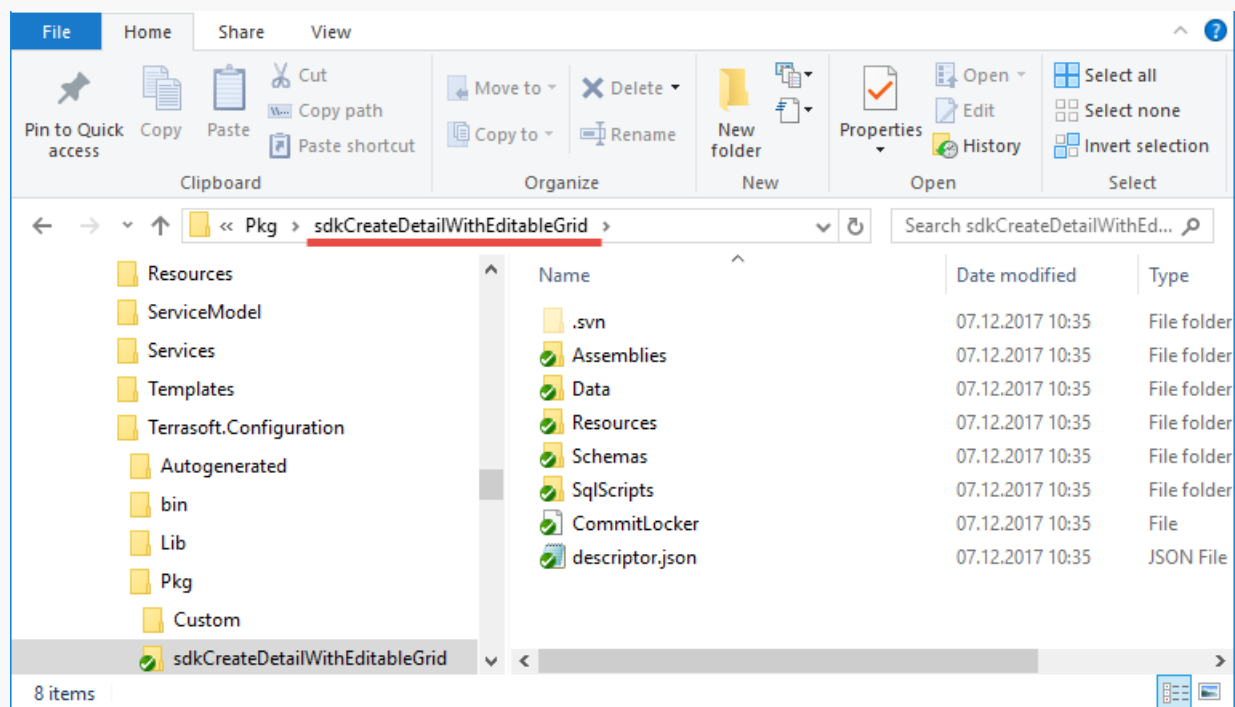 File Home Share View
Pin to Quick access
Copy
Paste
Cut
Copy path
Paste shortcut
Clipboard
Move to
Copy to
Delete
Rename
Organize
New folder
New
Properties
Open
Edit
History
Open
Select all
Select none
Invert selection
Select
« Pkg > sdkCreateDetailWithEditableGrid >
Search sdkCreateDetailWithEd...
Resources
ServiceModel
Services
Templates
Terrasoft.Configuration
Autogenerated
bin
Lib
Pkg
Custom
sdkCreateDetailWithEditableGrid
Name Date modified Type
.svn 07.12.2017 10:35 File folder
Assemblies 07.12.2017 10:35 File folder
Data 07.12.2017 10:35 File folder
Resources 07.12.2017 10:35 File folder
Schemas 07.12.2017 10:35 File folder
SqlScripts 07.12.2017 10:35 File folder
CommitLocker 07.12.2017 10:35 File
descriptor.json 07.12.2017 10:35 JSON File
8 items